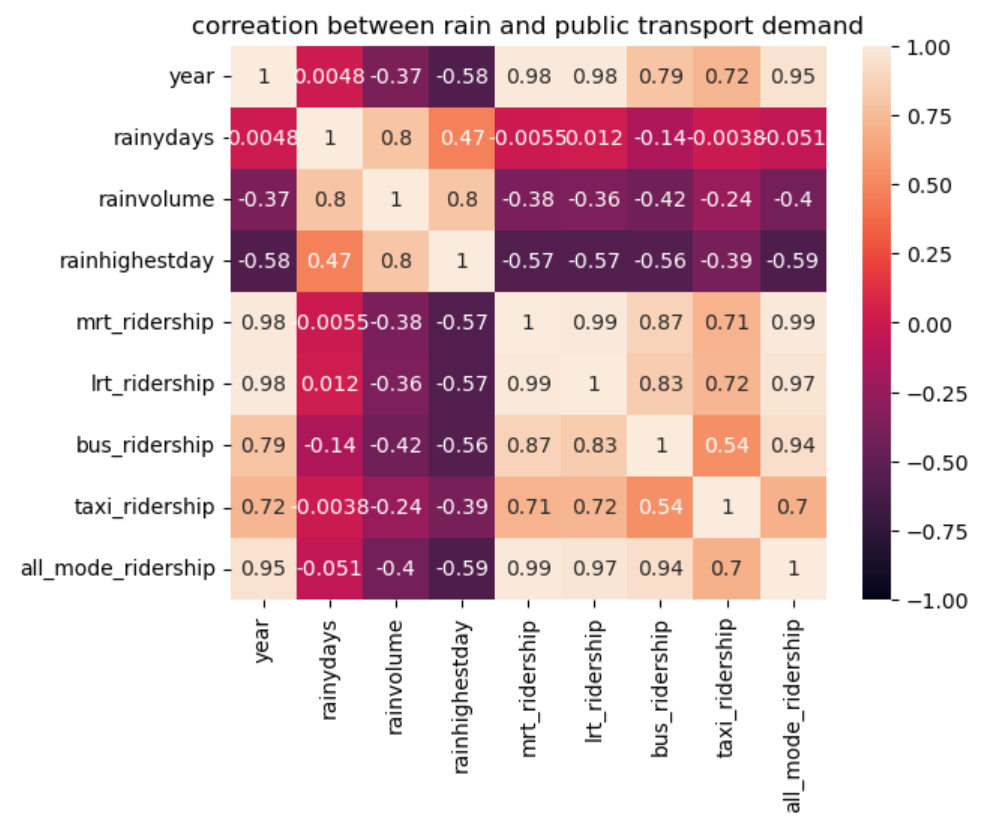 correation between rain and public transport demand
year 1 0.0048 -0.37 -0.58 0.98 0.98 0.79 0.72 0.95
rainydays 0.0048 1 0.8 0.47 -0.0055 0.012 -0.14 -0.0038 -0.051
rainvolume -0.37 0.8 1 0.8 -0.38 -0.36 -0.42 -0.24 -0.4
rainhighestday -0.58 0.47 0.8 1 -0.57 -0.57 -0.56 -0.39 -0.59
mrt_ridership 0.98 -0.0055 -0.38 -0.57 1 0.99 0.87 0.71 0.99
lrt_ridership 0.98 0.012 -0.36 -0.57 0.99 1 0.83 0.72 0.97
bus_ridership 0.79 -0.14 -0.42 -0.56 0.87 0.83 1 0.54 0.94
taxi_ridership 0.72 -0.0038 -0.24 -0.39 0.71 0.72 0.54 1 0.7
all_mode_ridership 0.95 -0.051 -0.4 -0.59 0.99 0.97 0.94 0.7 1
year
rainydays
rainvolume
rainhighestday
mrt_ridership
lrt_ridership
bus_ridership
taxi_ridership
all_mode_ridership
1.00
0.75
0.50
0.25
0.00
−0.25
−0.50
−0.75
−1.00